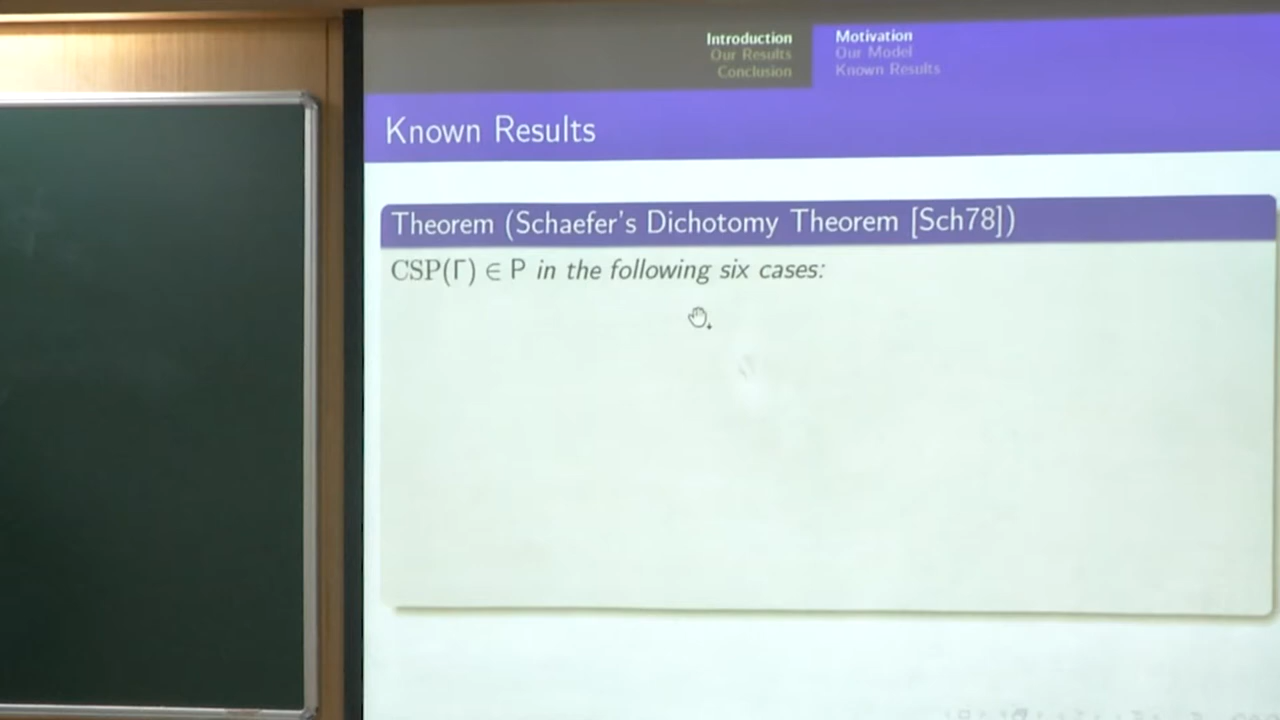 Introduction
Our Results
Conclusion
Motivation
Our Model
Known Results
Known Results
Theorem (Schaefer's Dichotomy Theorem [Sch78])
CSP(Γ) ∈ P in the following six cases: